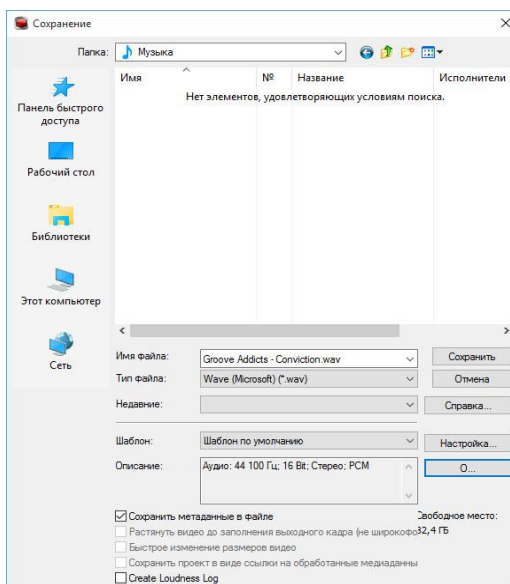 Сохранение
Папка: Музыка
Имя № Название Исполнители
Нет элементов, удовлетворяющих условиям поиска.
Панель быстрого
доступа
Рабочий стол
Библиотеки
Этот компьютер
Сеть
Имя файла: Groove Addicts - Conviction.wav Сохранить
Тип файла: Wave (Microsoft) (*.wav) Отмена
Недавние: Справка...
Шаблон: Шаблон по умолчанию Настройка...
Описание: Аудио: 44 100 Гц; 16 Bit; Стерео; PCM О...
Сохранить метаданные в файле Свободное место:
Растянуть видео до заполнения выходного кадра (не широкофо 32,4 ГБ
Быстрое изменение размеров видео
Сохранить проект в виде ссылки на обработанные медиаданны
Create Loudness Log